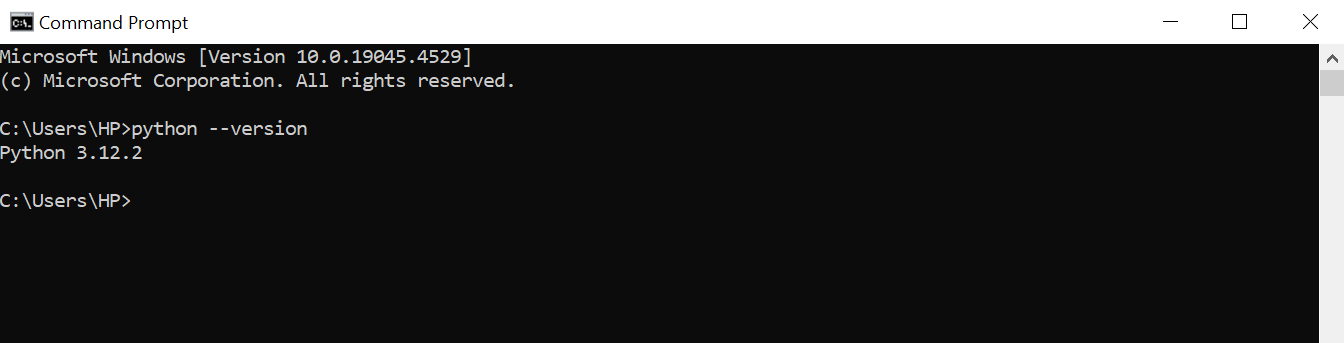 Command Prompt
Microsoft Windows [Version 10.0.19045.4529]
(c) Microsoft Corporation. All rights reserved.
C:\Users\HP>python --version
Python 3.12.2
C:\Users\HP>